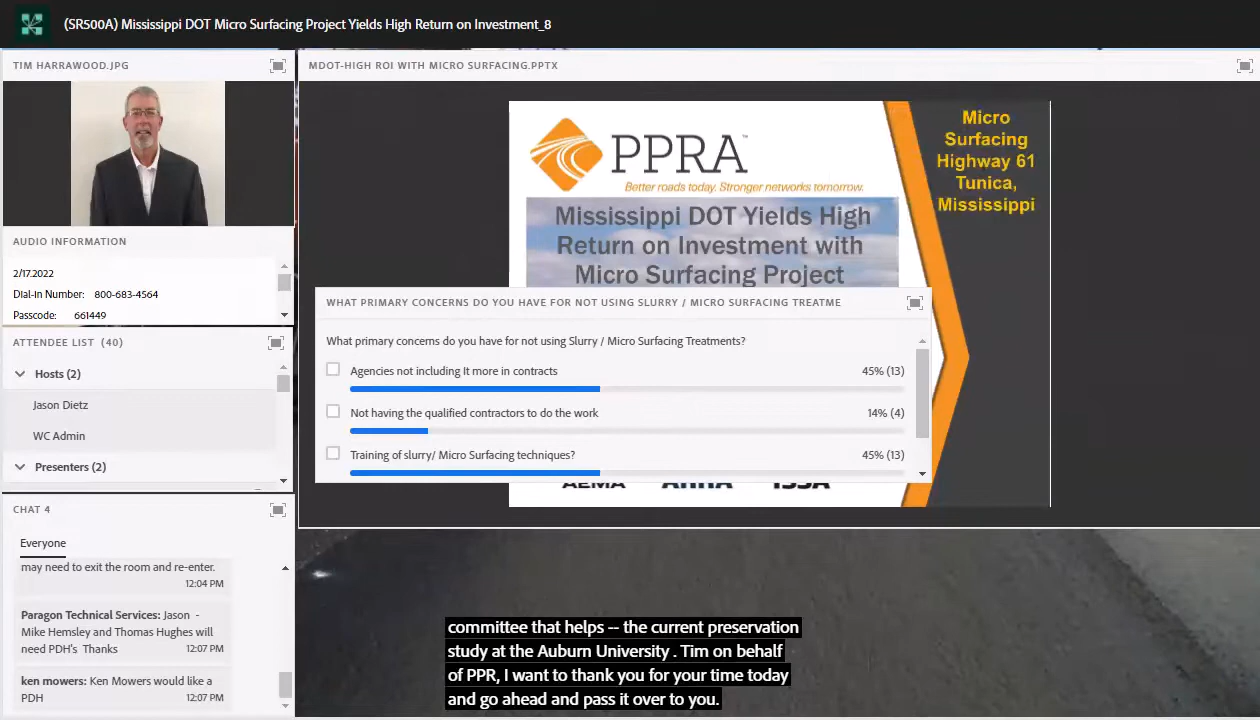 (SR500A) Mississippi DOT Micro Surfacing Project Yields High Return on Investment_8
TIM HARRAWOOD.JPG
AUDIO INFORMATION
2/17/2022
Dial-In Number: 800-683-4564
Passcode: 661449
ATTENDEE LIST (40)
Hosts (2)
Jason Dietz
WC Admin
Presenters (2)
CHAT 4
Everyone
may need to exit the room and re-enter.
12:04 PM
Paragon Technical Services: Jason -
Mike Hemsley and Thomas Hughes will
need PDH's Thanks
12:07 PM
ken mowers: Ken Mowers would like a
PDH
12:07 PM
MDOT-HIGH ROI WITH MICRO SURFACING.PPTX
PPRA™
Better roads today. Stronger networks tomorrow.
Mississippi DOT Yields High
Return on Investment with
Micro Surfacing Project
Micro
Surfacing
Highway 61
Tunica,
Mississippi
WHAT PRIMARY CONCERNS DO YOU HAVE FOR NOT USING SLURRY / MICRO SURFACING TREATME
What primary concerns do you have for not using Slurry / Micro Surfacing Treatments?
Agencies not including It more in contracts 45% (13)
Not having the qualified contractors to do the work 14% (4)
Training of slurry/ Micro Surfacing techniques? 45% (13)
AEMA ARRA ISSA
committee that helps -- the current preservation
study at the Auburn University . Tim on behalf
of PPR, I want to thank you for your time today
and go ahead and pass it over to you.